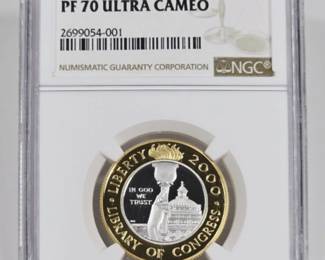 PF 70 ULTRA CAMEO
2699054-001
NUMISMATIC GUARANTY CORPORATION
NGC
LIBERTY 2000
IN GOD
WE
TRUST
LIBRARY OF CONGRESS